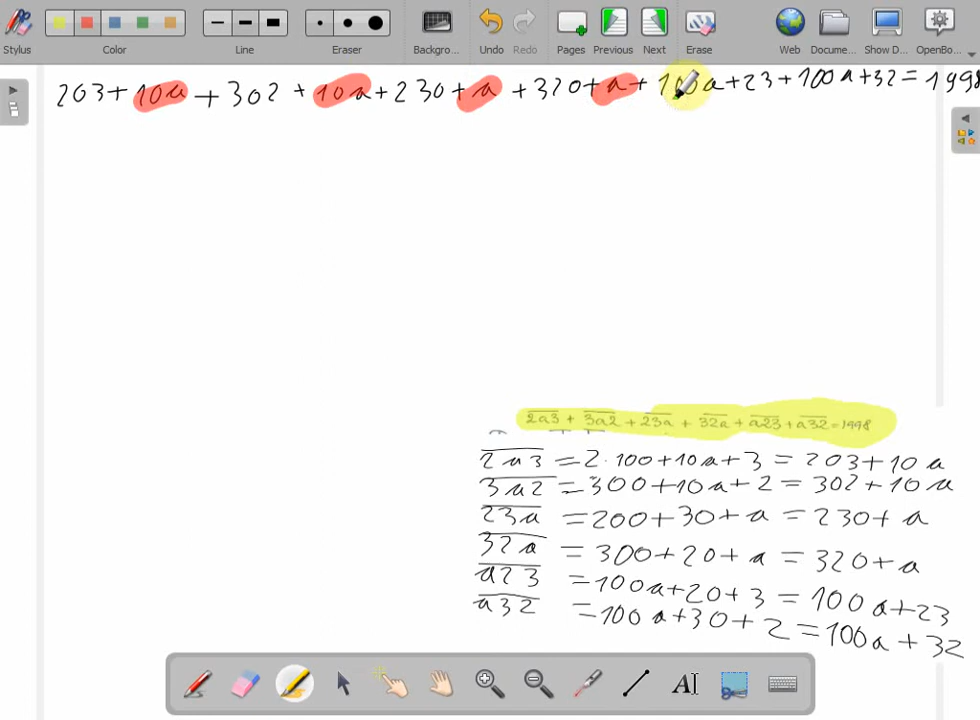 Stylus
Color
Line
Eraser
Backgro...
Undo
Redo
Pages
Previous
Next
Erase
Web
Docume...
Show D...
OpenBo...
203+10a+302+10a+230+a+320+a+100a+23+100a+32=1998
2a3+3a2+23a+32a+a23+a32=1998
2a3=2·100+10a+3=203+10a
3a2=300+10a+2=302+10a
23a=200+30+a=230+a
32a=300+20+a=320+a
a23=100a+20+3=100a+23
a32=100a+30+2=100a+32
A